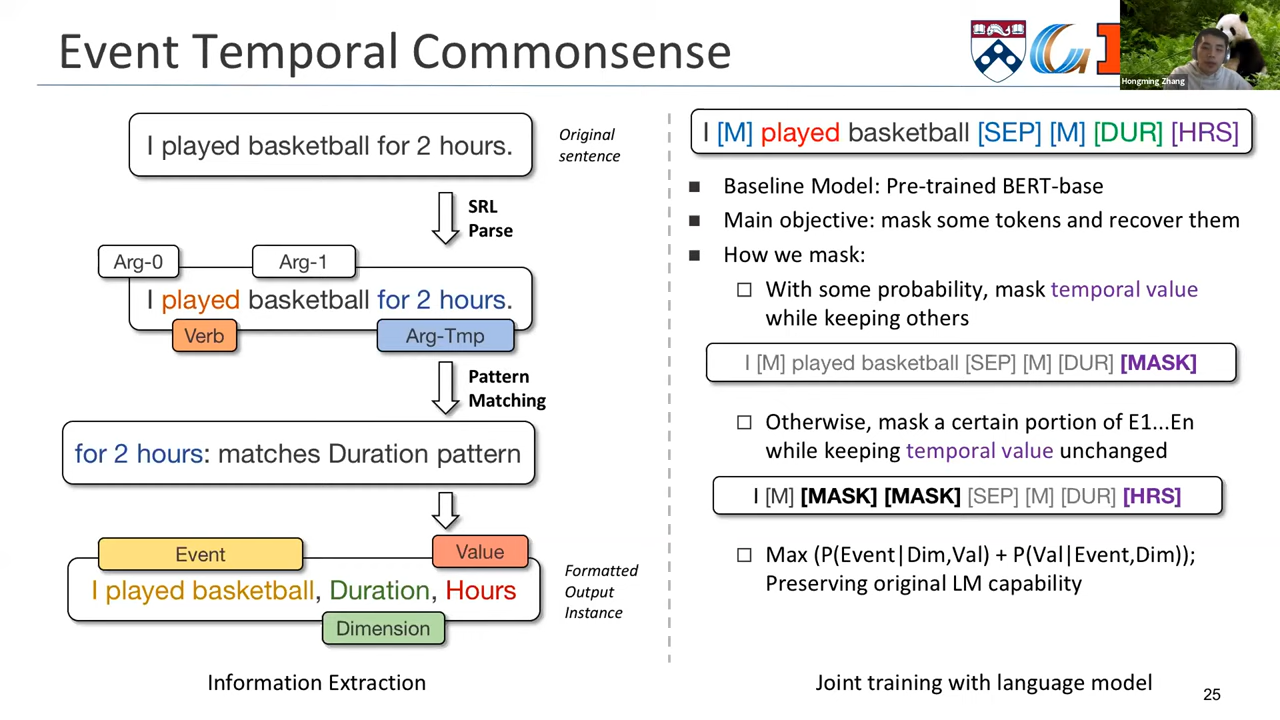 Event Temporal Commonsense
Hongming Zhang
I played basketball for 2 hours.
Original
sentence
SRL
Parse
Arg-0
Arg-1
I played basketball for 2 hours.
Verb
Arg-Tmp
Pattern
Matching
for 2 hours: matches Duration pattern
Event
Value
I played basketball, Duration, Hours
Dimension
Formatted
Output
Instance
Information Extraction
I [M] played basketball [SEP] [M] [DUR] [HRS]
■ Baseline Model: Pre-trained BERT-base
■ Main objective: mask some tokens and recover them
■ How we mask:
□ With some probability, mask temporal value
while keeping others
I [M] played basketball [SEP] [M] [DUR] [MASK]
□ Otherwise, mask a certain portion of E1...En
while keeping temporal value unchanged
I [M] [MASK] [MASK] [SEP] [M] [DUR] [HRS]
□ Max (P(Event|Dim,Val) + P(Val|Event,Dim));
Preserving original LM capability
Joint training with language model
25